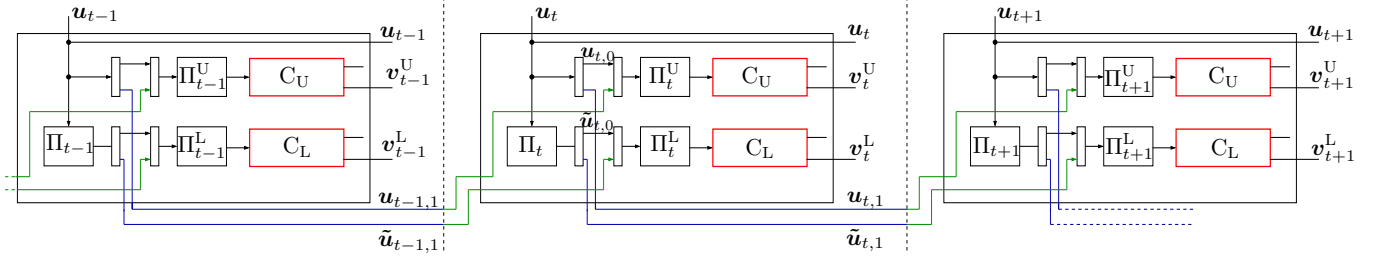 𝒖_{t−1} 𝒖_t 𝒖_{t+1}
𝒖_{t−1} 𝒖_t 𝒖_{t+1}
𝒖_{t,0}
Π^U_{t−1} C_U 𝒗^U_{t−1} Π^U_t C_U 𝒗^U_t Π^U_{t+1} C_U 𝒗^U_{t+1}
𝒖̃_{t,0}
Π_{t−1} Π^L_{t−1} C_L 𝒗^L_{t−1} Π_t Π^L_t C_L 𝒗^L_t Π_{t+1} Π^L_{t+1} C_L 𝒗^L_{t+1}
𝒖_{t−1,1} 𝒖_{t,1}
𝒖̃_{t−1,1} 𝒖̃_{t,1}